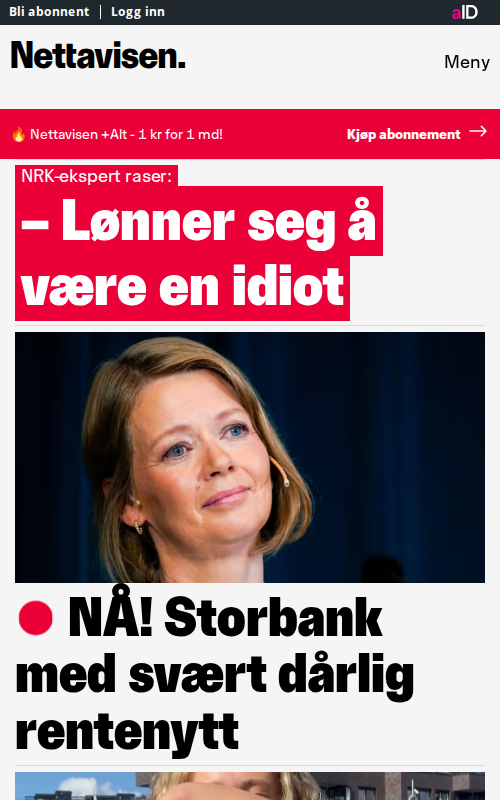 Bli abonnent | Logg inn
aID
Nettavisen.
Meny
🔥 Nettavisen +Alt - 1 kr for 1 md!
Kjøp abonnement →
NRK-ekspert raser:
– Lønner seg å
være en idiot
NÅ! Storbank
med svært dårlig
rentenytt